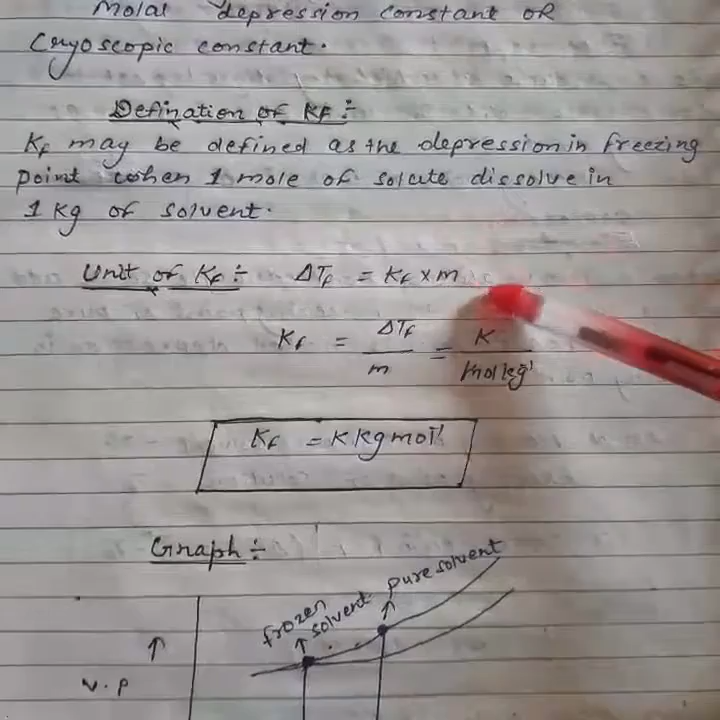 Molal depression constant OR
Cryoscopic constant.
Defination of Kf ÷
Kf may be defined as the depression in freezing
point when 1 mole of solute dissolve in
1 Kg of solvent.
Unit of Kf ÷ ΔTf = Kf × m
Kf = ΔTf / m = K / mol kg⁻¹
Kf = K Kg mol⁻¹
Graph ÷
frozen solvent
pure solvent
↑
v.p